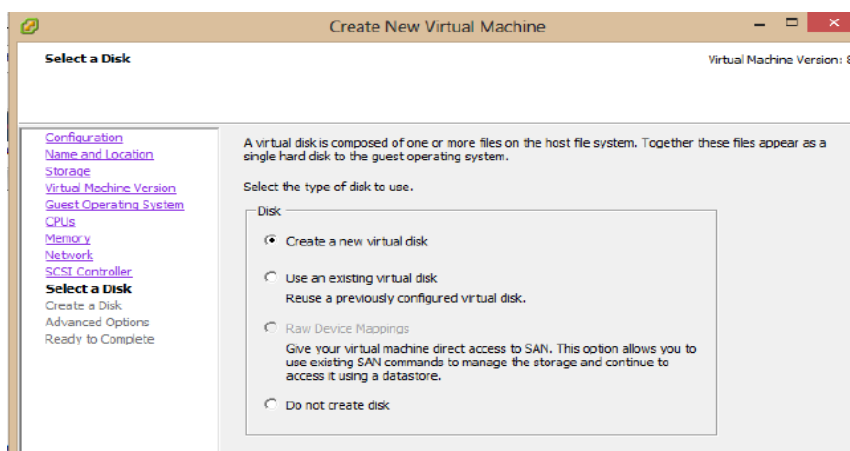 Create New Virtual Machine
Select a Disk
Virtual Machine Version: 8
Configuration
Name and Location
Storage
Virtual Machine Version
Guest Operating System
CPUs
Memory
Network
SCSI Controller
Select a Disk
Create a Disk
Advanced Options
Ready to Complete
A virtual disk is composed of one or more files on the host file system. Together these files appear as a
single hard disk to the guest operating system.
Select the type of disk to use.
Disk
Create a new virtual disk
Use an existing virtual disk
Reuse a previously configured virtual disk.
Raw Device Mappings
Give your virtual machine direct access to SAN. This option allows you to
use existing SAN commands to manage the storage and continue to
access it using a datastore.
Do not create disk